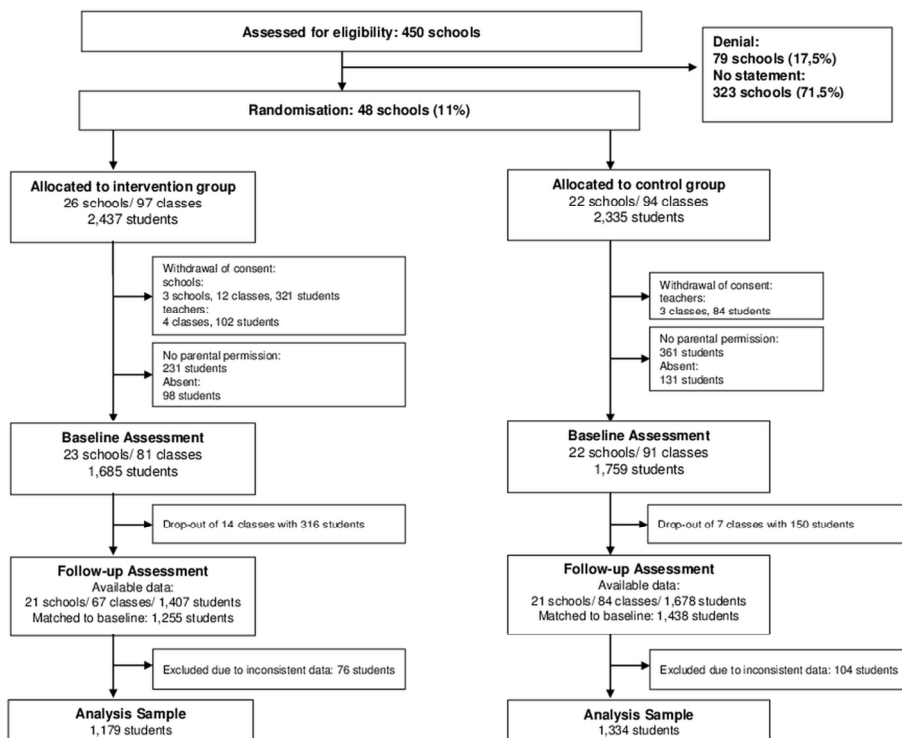 Assessed for eligibility: 450 schools
Denial:
79 schools (17,5%)
No statement:
323 schools (71,5%)
Randomisation: 48 schools (11%)
Allocated to intervention group
26 schools/ 97 classes
2,437 students
Allocated to control group
22 schools/ 94 classes
2,335 students
Withdrawal of consent:
schools:
3 schools, 12 classes, 321 students
teachers:
4 classes, 102 students
Withdrawal of consent:
teachers:
3 classes, 84 students
No parental permission:
231 students
Absent:
98 students
No parental permission:
361 students
Absent:
131 students
Baseline Assessment
23 schools/ 81 classes
1,685 students
Baseline Assessment
22 schools/ 91 classes
1,759 students
Drop-out of 14 classes with 316 students
Drop-out of 7 classes with 150 students
Follow-up Assessment
Available data:
21 schools/ 67 classes/ 1,407 students
Matched to baseline: 1,255 students
Follow-up Assessment
Available data:
21 schools/ 84 classes/ 1,678 students
Matched to baseline: 1,438 students
Excluded due to inconsistent data: 76 students
Excluded due to inconsistent data: 104 students
Analysis Sample
1,179 students
Analysis Sample
1,334 students